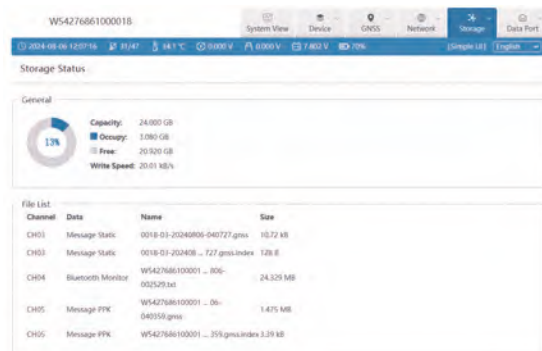 W54276861000018
System View
Device
GNSS
Network
Storage
Data Port
2024-08-06 12:07:16 31/47 54.1 °C 0.000 V 0.000 V 7.802 V 70%
[Simple UI] English
Storage Status
General
13%
Capacity: 24.000 GB
Occupy: 3.080 GB
Free: 20.920 GB
Write Speed: 20.01 kB/s
File List
Channel Data Name Size
CH03 Message Static 0018-03-20240806-040727.gnss 10.72 kB
CH03 Message Static 0018-03-202408 ... 727.gnss.index 128 B
CH04 Bluetooth Monitor W5427686100001 ... 806-
002529.txt 24.329 MB
CH05 Message PPK W5427686100001 ... 06-
040359.gnss 1.475 MB
CH05 Message PPK W5427686100001 ... 359.gnss.index 3.39 kB